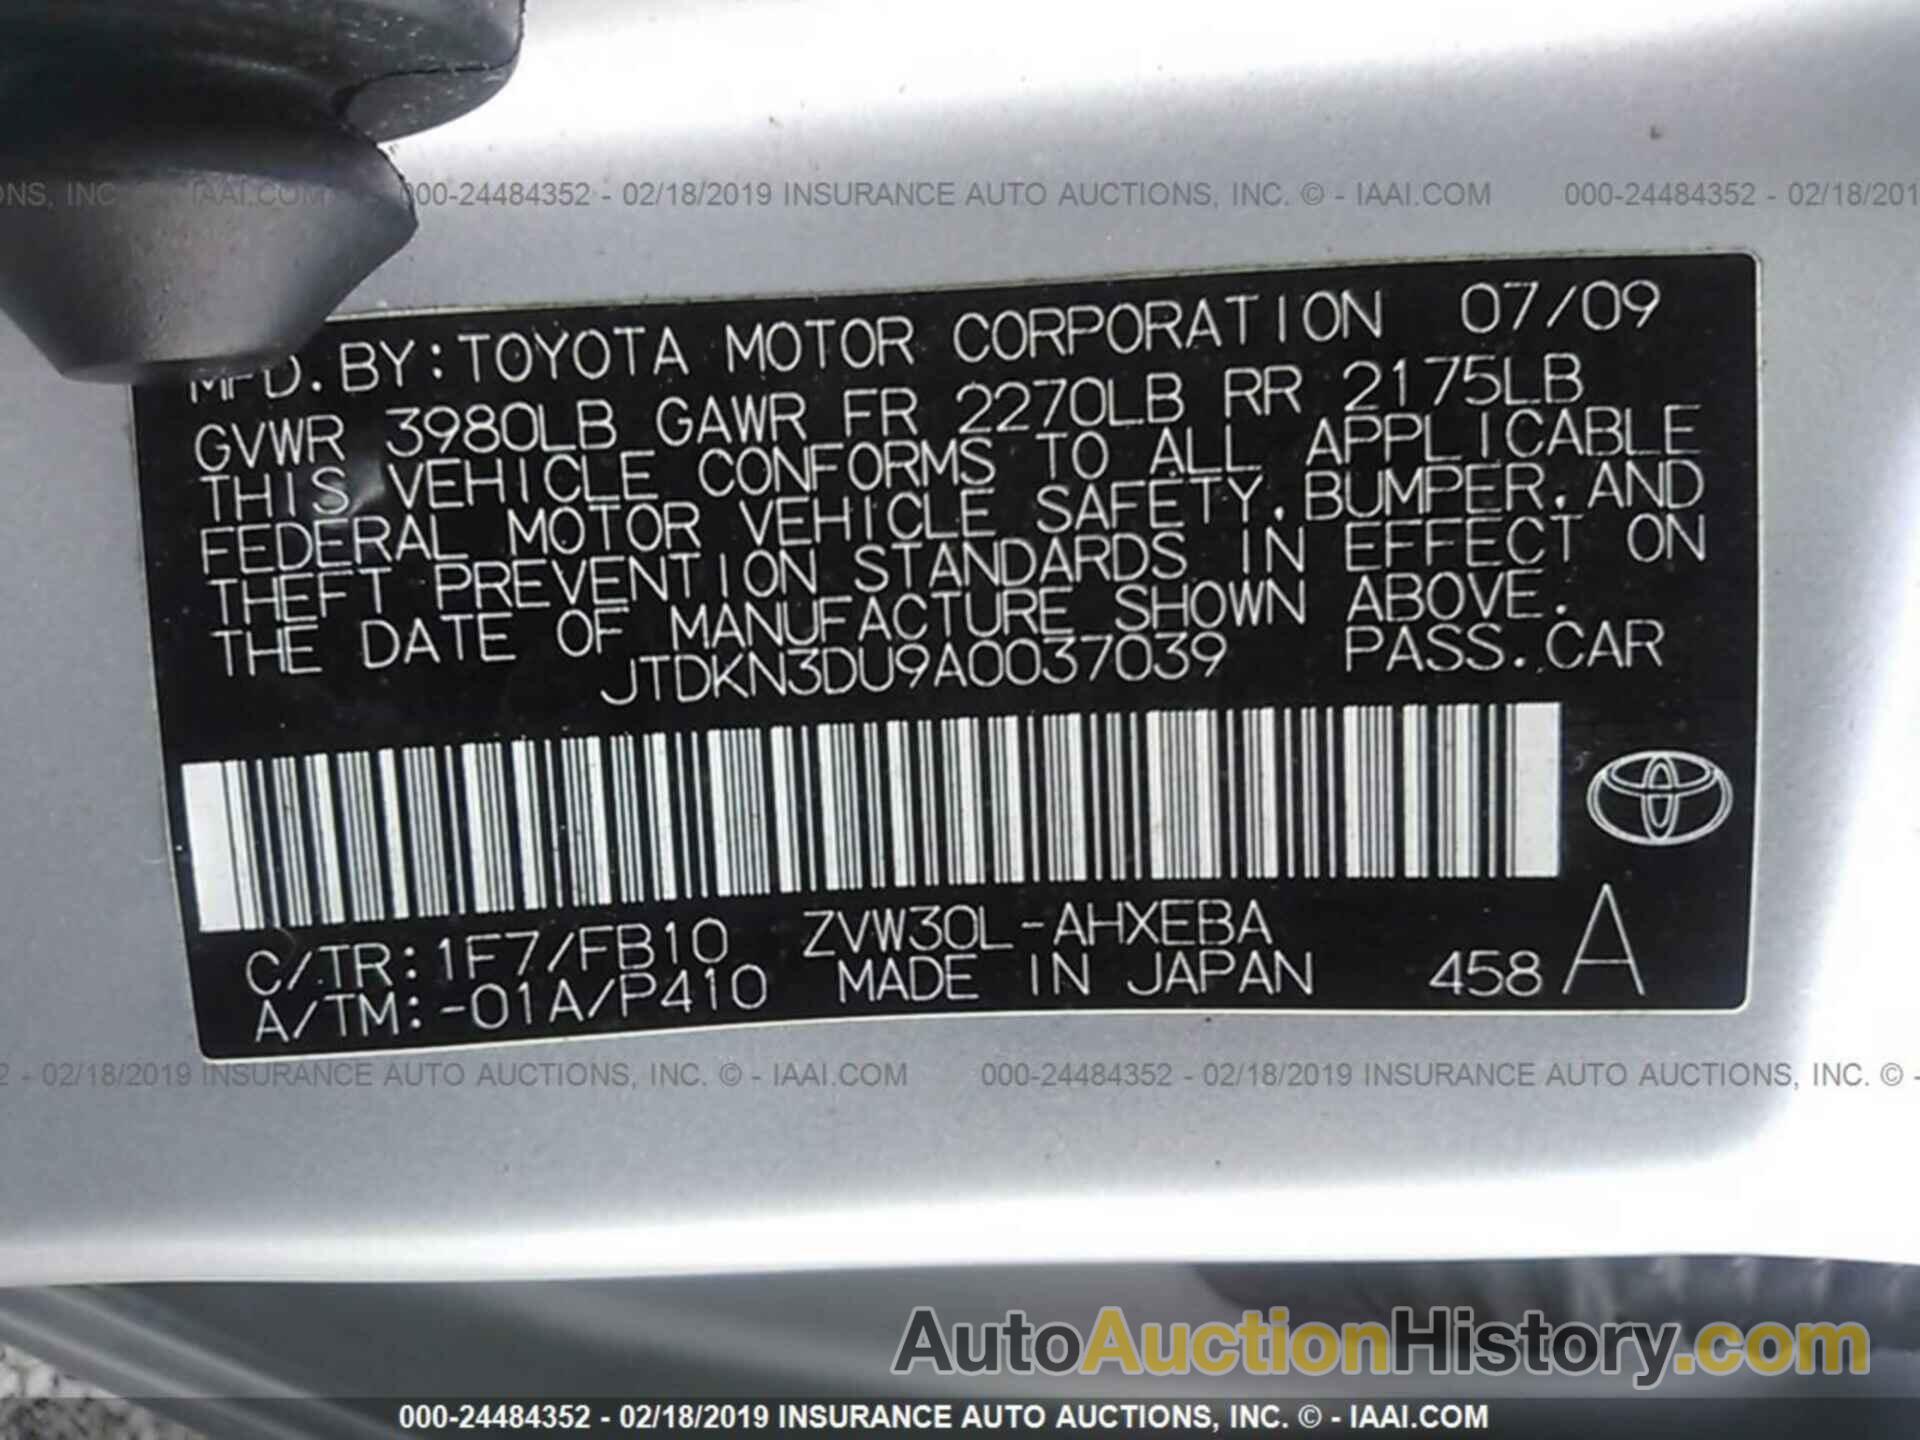 ONS, INC. © - IAAI.COM 000-24484352 - 02/18/2019 INSURANCE AUTO AUCTIONS, INC. © - IAAI.COM 000-24484352 - 02/18/201
MFD. BY: TOYOTA MOTOR CORPORATION 07/09
GVWR 3980LB GAWR FR 2270LB RR 2175LB
THIS VEHICLE CONFORMS TO ALL APPLICABLE
FEDERAL MOTOR VEHICLE SAFETY, BUMPER, AND
THEFT PREVENTION STANDARDS IN EFFECT ON
THE DATE OF MANUFACTURE SHOWN ABOVE.
JTDKN3DU9A0037039 PASS. CAR
C/TR: 1F7/FB10 ZVW30L-AHXEBA
A/TM: -01A/P410 MADE IN JAPAN 458 A
2 - 02/18/2019 INSURANCE AUTO AUCTIONS, INC. © - IAAI.COM 000-24484352 - 02/18/2019 INSURANCE AUTO AUCTIONS, INC. © -
AutoAuctionHistory.com
000-24484352 - 02/18/2019 INSURANCE AUTO AUCTIONS, INC. © - IAAI.COM